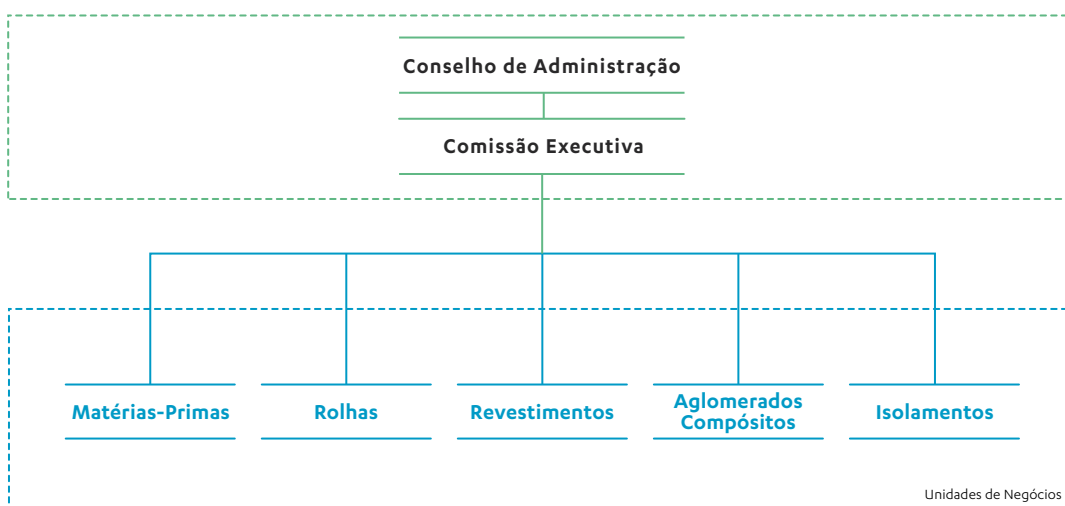 Conselho de Administração
Comissão Executiva
Matérias-Primas
Rolhas
Revestimentos
Aglomerados
Compósitos
Isolamentos
Unidades de Negócios